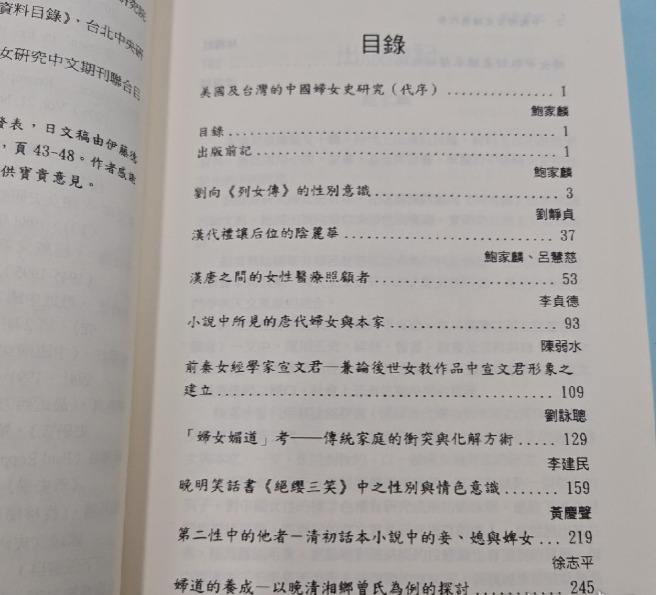 研究院
資料目錄》，台北中央研
女研究中文期刊聯合目
發表，日文稿由伊藤德
，頁 43-48。作者感謝
供寶貴意見。
目錄
美國及台灣的中國婦女史研究（代序）................ 1
鮑家麟
目錄................ 1
出版前記................ 1
鮑家麟
劉向《列女傳》的性別意識................ 3
劉靜貞
漢代禮讓后位的陰麗華................ 37
鮑家麟、呂慧慈
漢唐之間的女性醫療照顧者................ 53
李貞德
小說中所見的唐代婦女與本家................ 93
陳弱水
前秦女經學家宣文君—兼論後世女教作品中宣文君形象之
建立................ 109
劉詠聰
「婦女媚道」考——傳統家庭的衝突與化解方術..... 129
李建民
晚明笑話書《絕纓三笑》中之性別與情色意識....... 159
黃慶聲
第二性中的他者－清初話本小說中的妾、媳與婢女... 219
徐志平
婦道的養成—以晚清湘鄉曾氏為例的探討........... 245